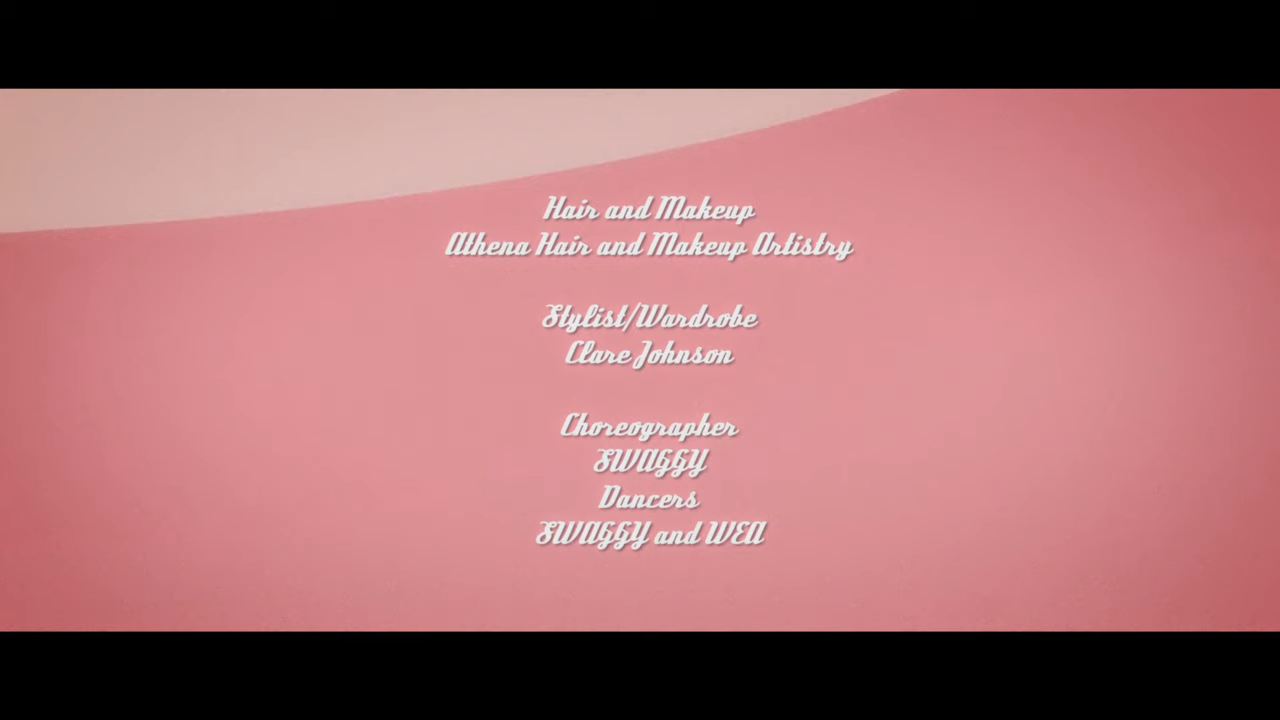 Hair and Makeup
Athena Hair and Makeup Artistry
Stylist/Wardrobe
Clare Johnson
Choreographer
SWAGGY
Dancers
SWAGGY and WEA